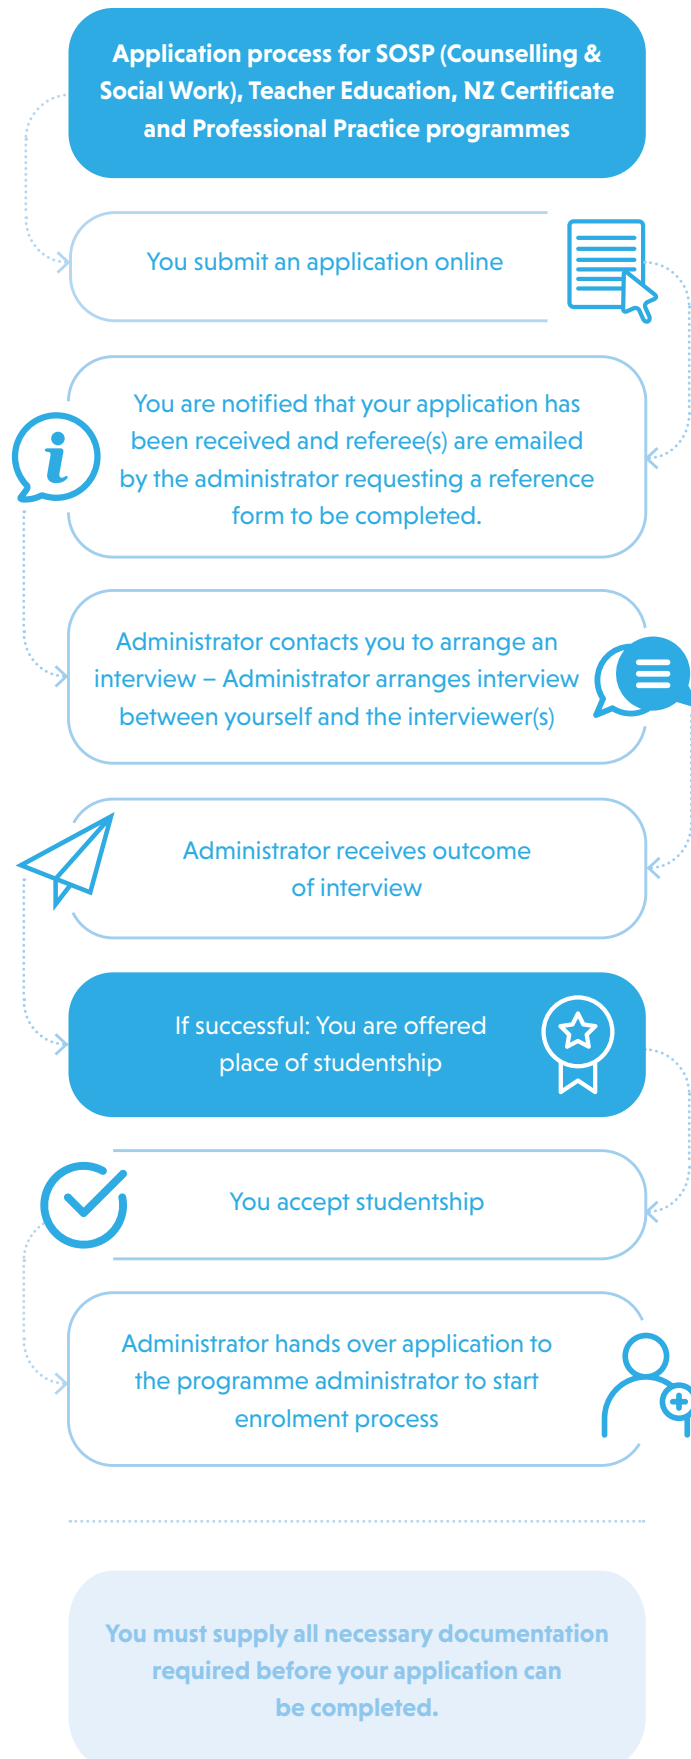 Application process for SOSP (Counselling &
Social Work), Teacher Education, NZ Certificate
and Professional Practice programmes
You submit an application online
You are notified that your application has
been received and referee(s) are emailed
by the administrator requesting a reference
form to be completed.
Administrator contacts you to arrange an
interview – Administrator arranges interview
between yourself and the interviewer(s)
Administrator receives outcome
of interview
If successful: You are offered
place of studentship
You accept studentship
Administrator hands over application to
the programme administrator to start
enrolment process
You must supply all necessary documentation
required before your application can
be completed.